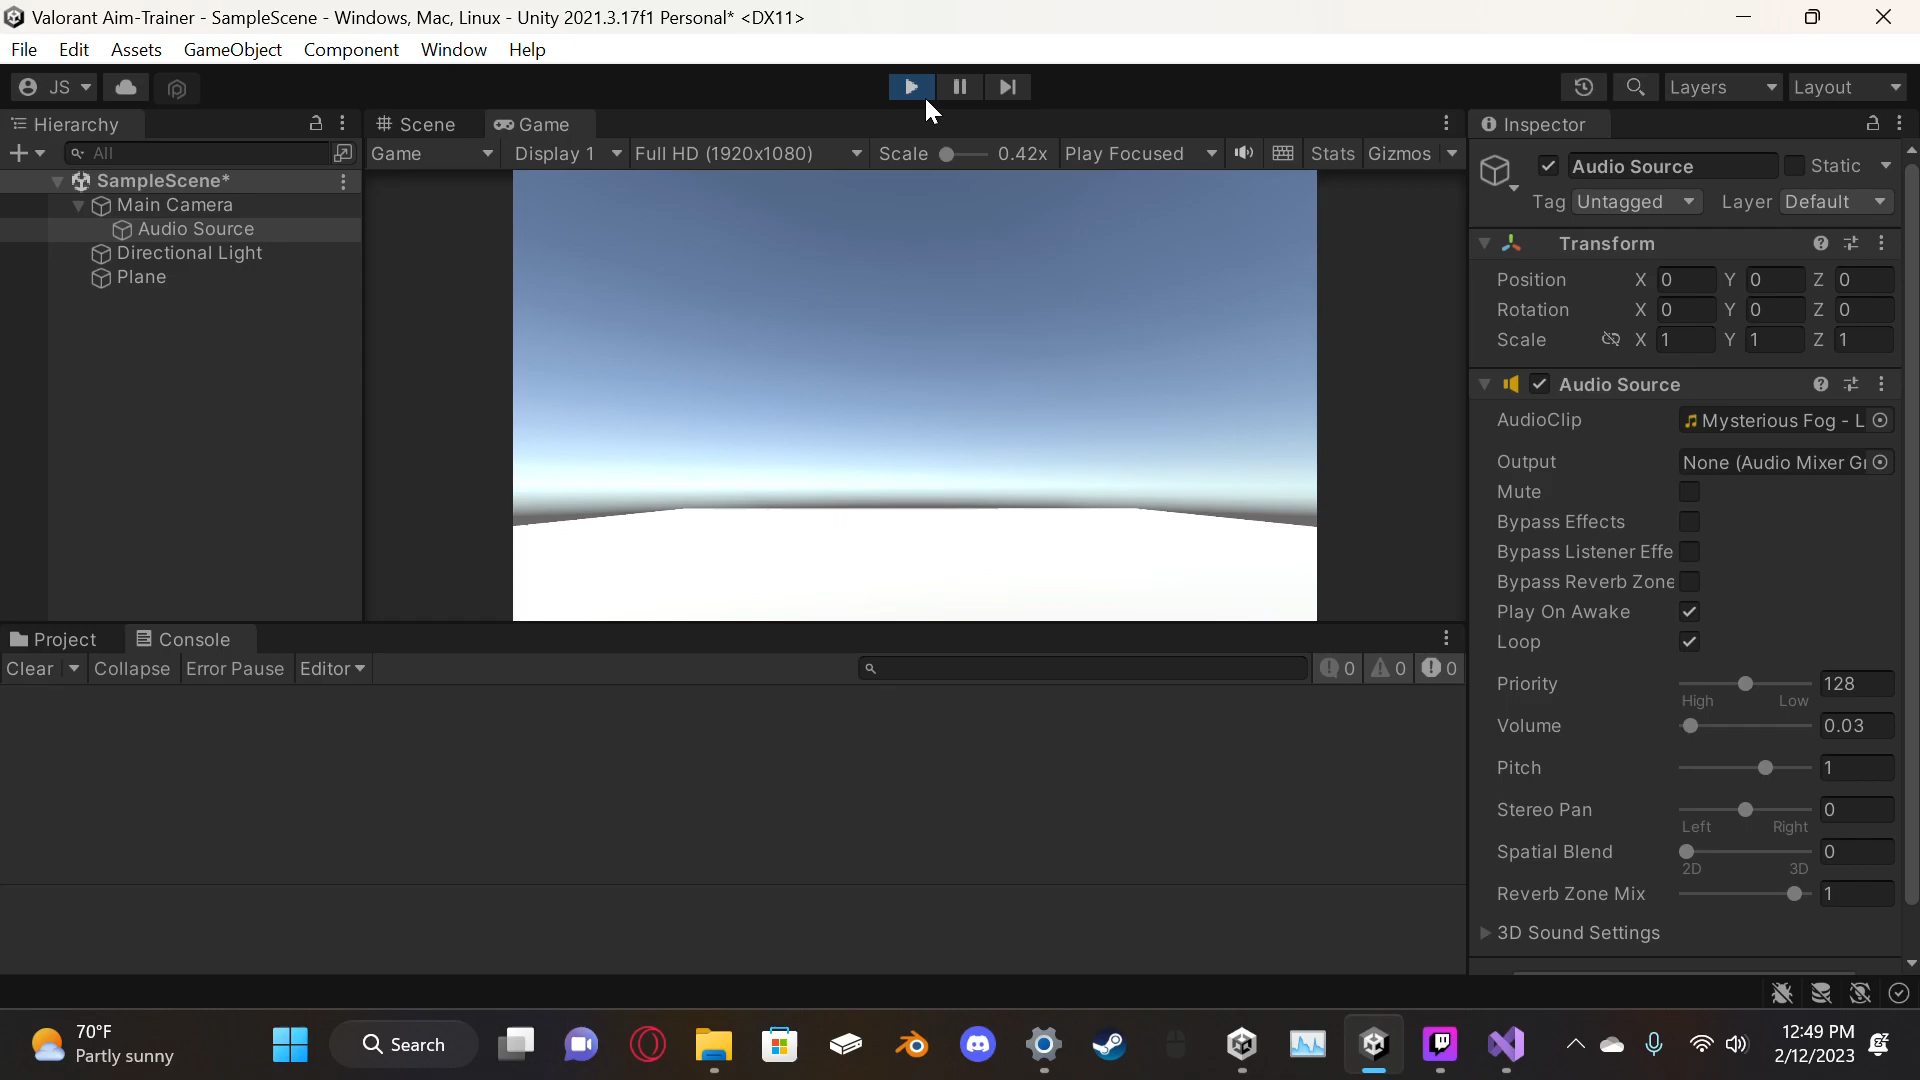 Valorant Aim-Trainer - SampleScene - Windows, Mac, Linux - Unity 2021.3.17f1 Personal* <DX11>
File Edit Assets GameObject Component Window Help
JS Layers Layout
Hierarchy Scene Game Inspector
All Game Display 1 Full HD (1920x1080) Scale 0.42x Play Focused Stats Gizmos
Audio Source Static
SampleScene*
Main Camera
Audio Source
Directional Light
Plane
Tag Untagged Layer Default
Transform
Position X 0 Y 0 Z 0
Rotation X 0 Y 0 Z 0
Scale X 1 Y 1 Z 1
Audio Source
AudioClip Mysterious Fog - L
Output None (Audio Mixer Gr
Mute
Bypass Effects
Bypass Listener Effe
Bypass Reverb Zone
Play On Awake
Loop
Priority 128
High Low
Volume 0.03
Pitch 1
Stereo Pan 0
Left Right
Spatial Blend 0
2D 3D
Reverb Zone Mix 1
3D Sound Settings
Project Console
Clear Collapse Error Pause Editor 0 0 0
70°F
Partly sunny
Search
12:49 PM
2/12/2023